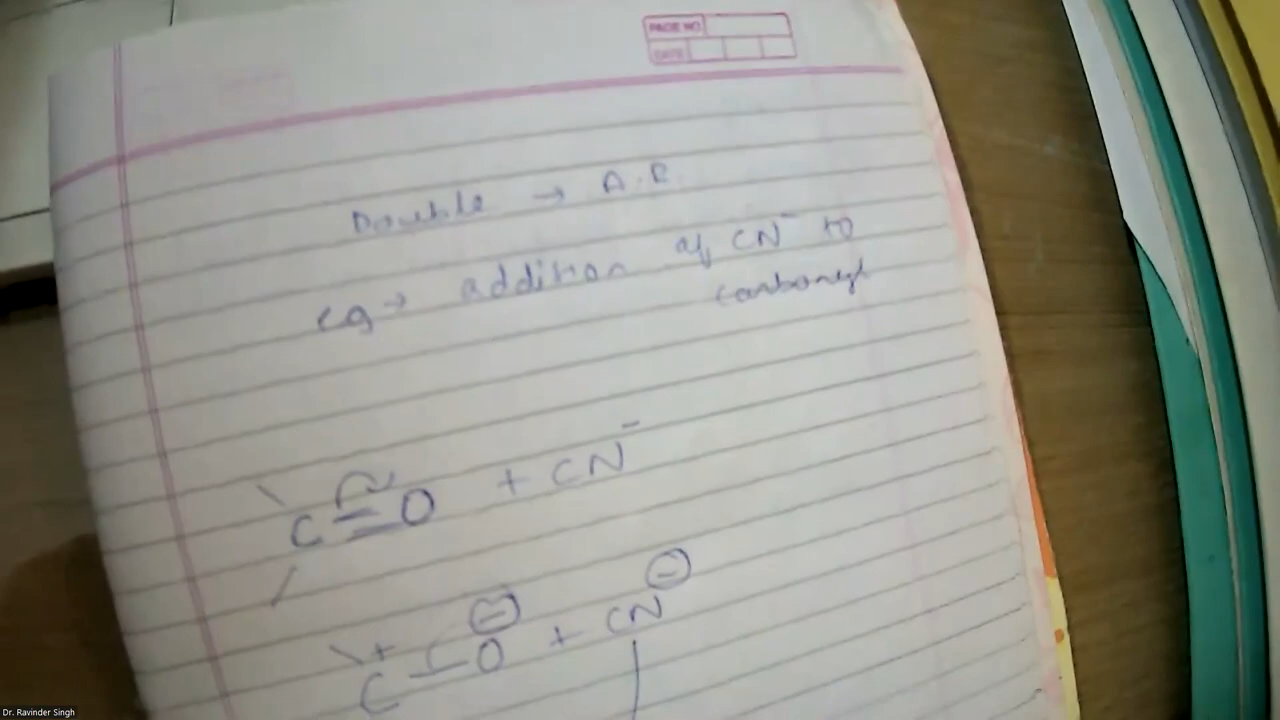 PAGE NO.
DATE
Double → A.R.
eg → addition of CN⁻ to
carbonyl
C = O + CN⁻
C⁺ – O⊖ + CN⊖
Dr. Ravinder Singh